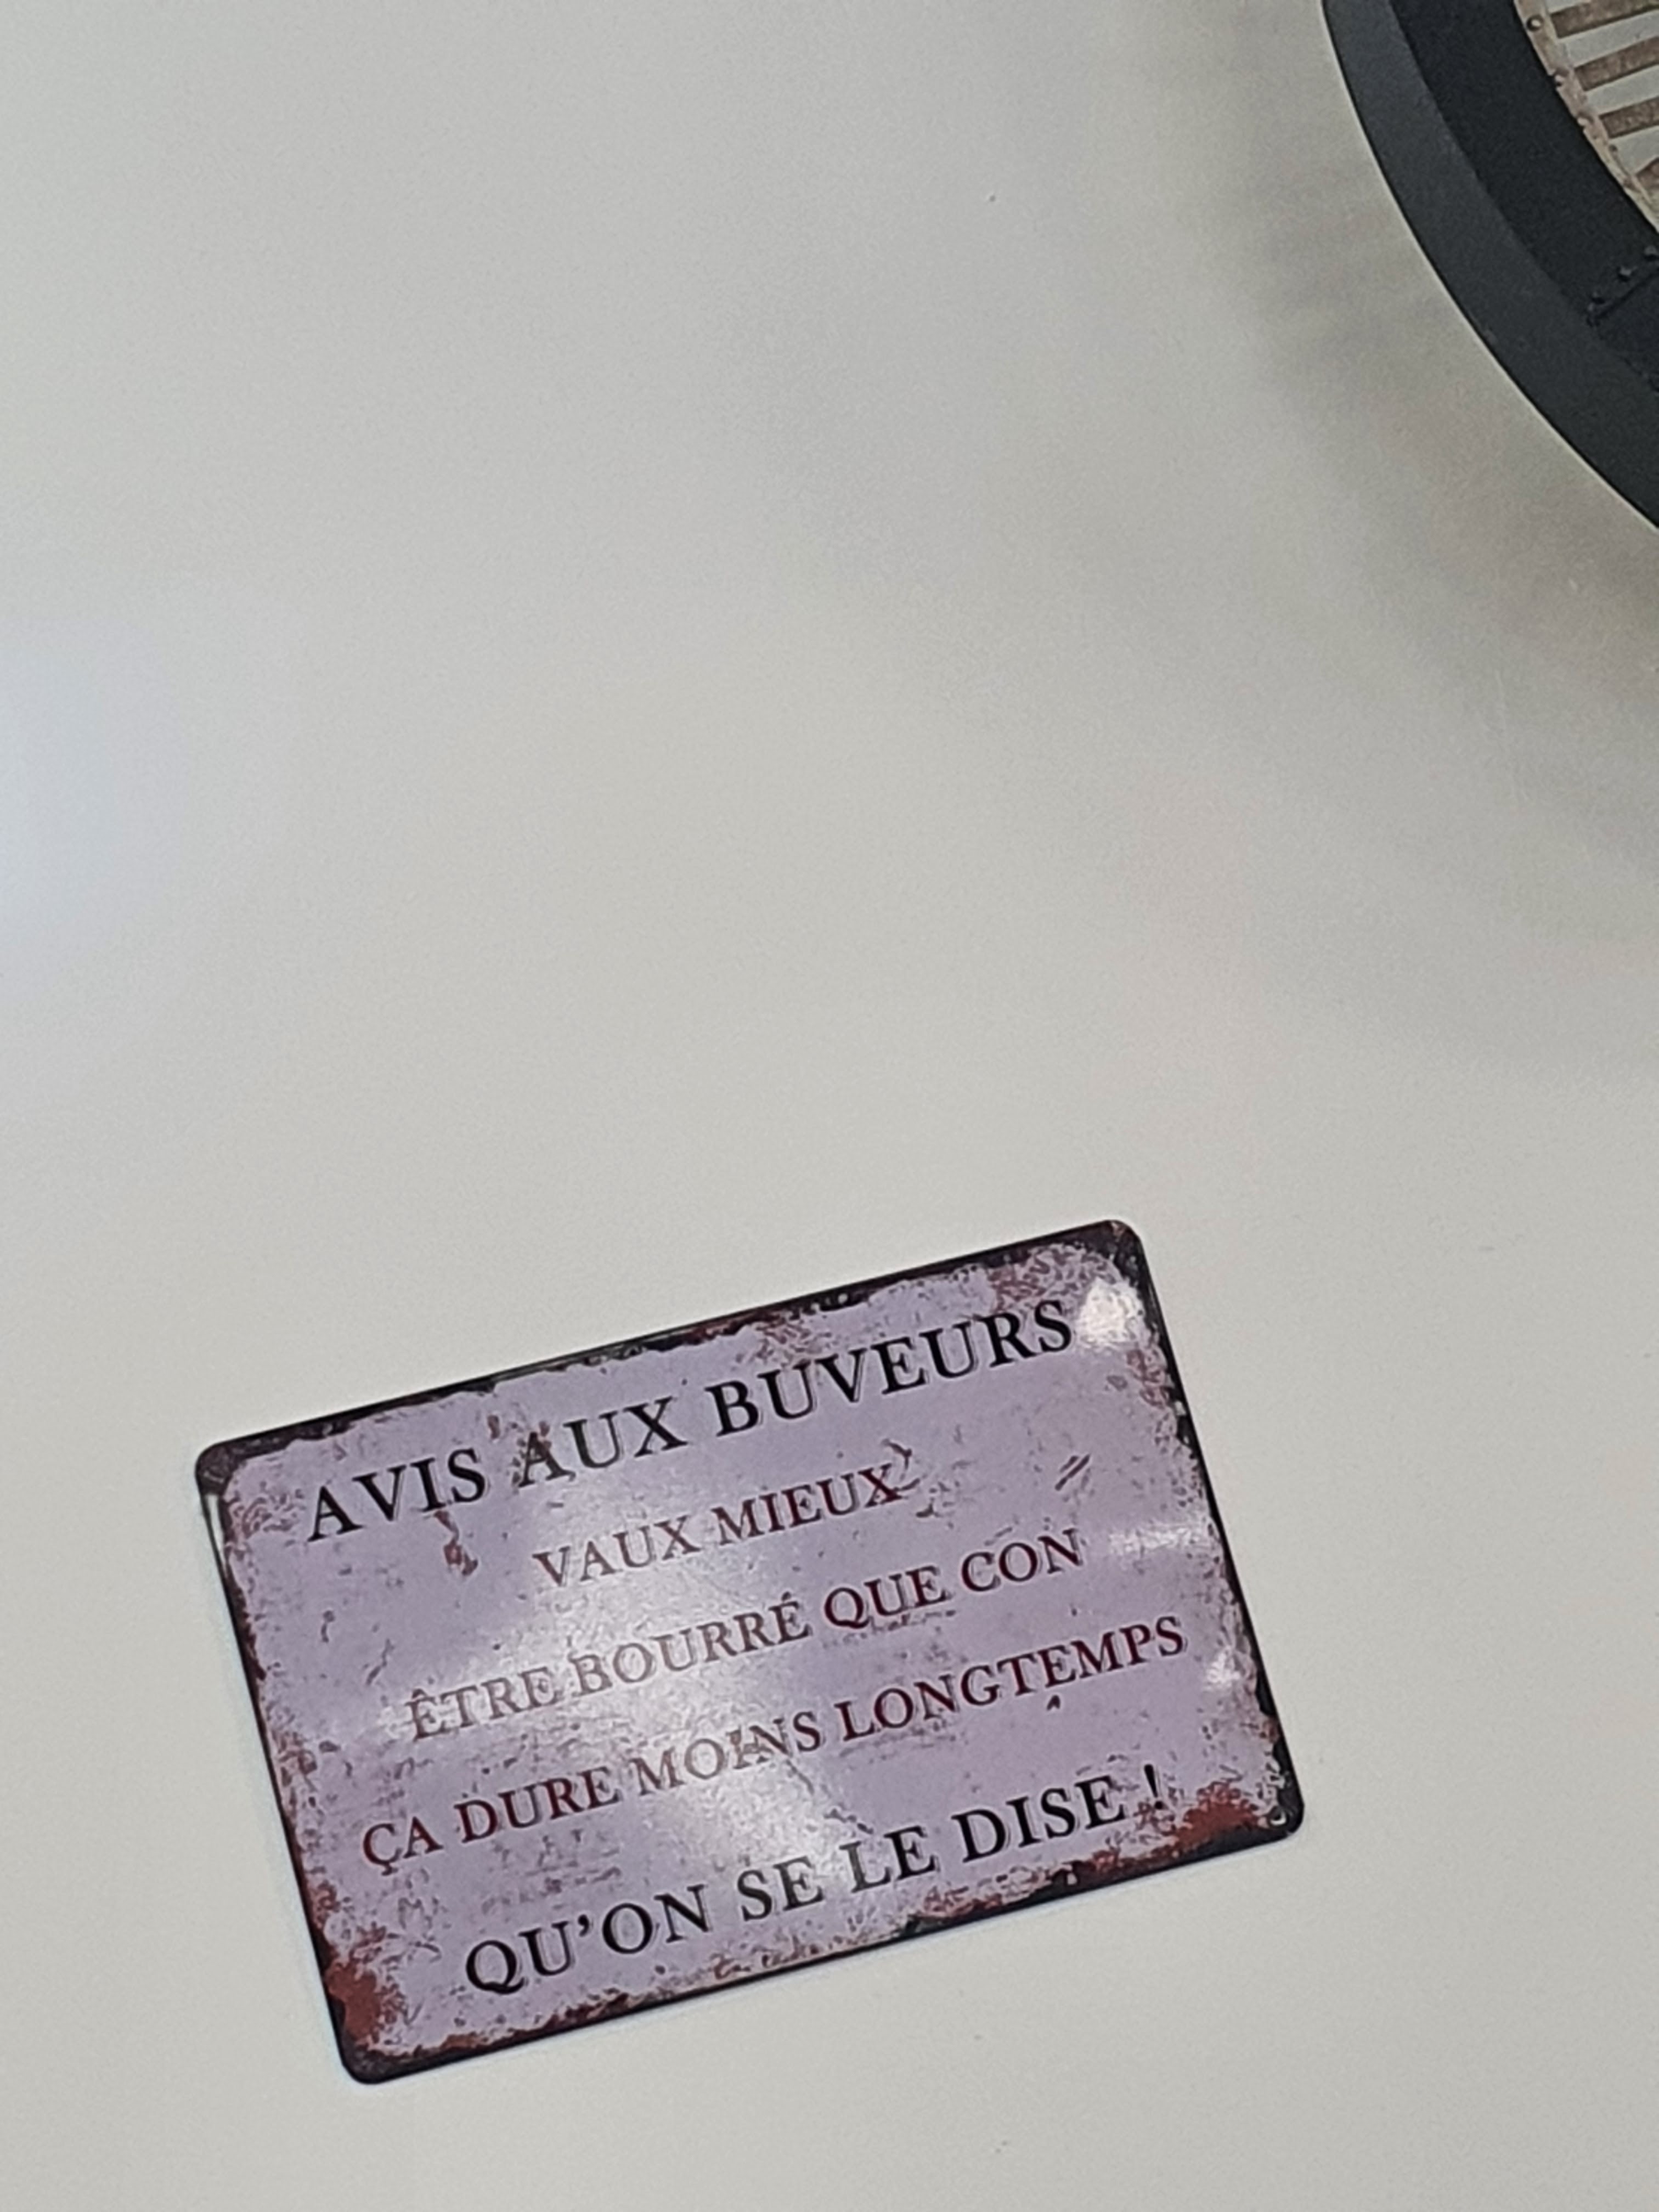 AVIS AUX BUVEURS
VAUX MIEUX
ÊTRE BOURRÉ QUE CON
ÇA DURE MOINS LONGTEMPS
QU'ON SE LE DISE !